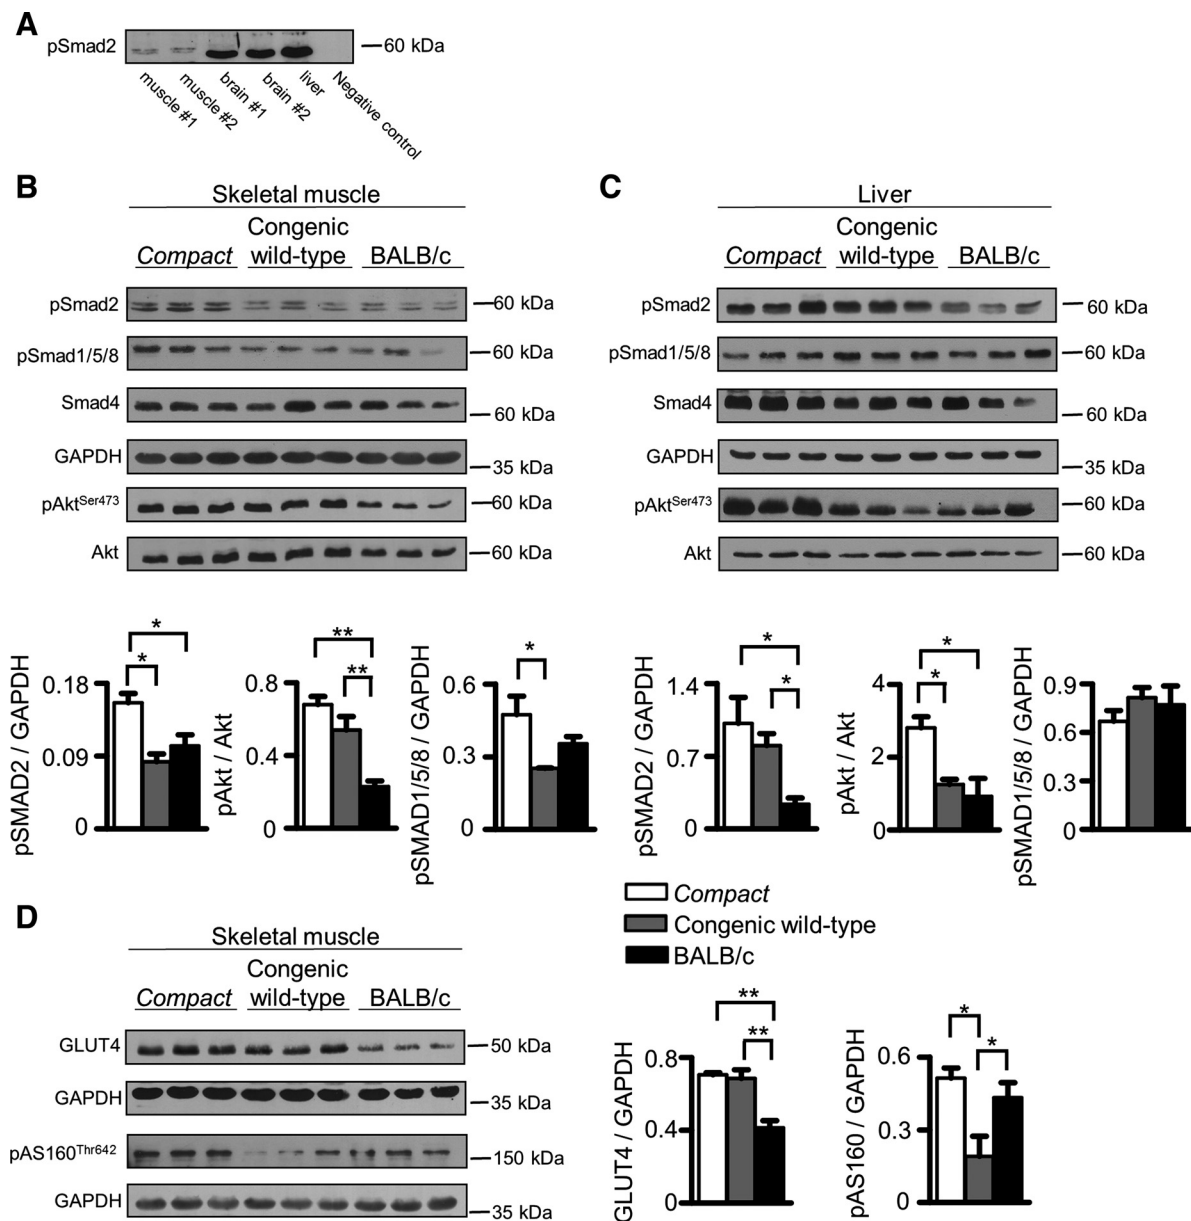 A
pSmad2
60 kDa
muscle #1
muscle #2
brain #1
brain #2
liver
Negative control
B
Skeletal muscle
Congenic
Compact wild-type BALB/c
pSmad2
60 kDa
pSmad1/5/8
60 kDa
Smad4
60 kDa
GAPDH
35 kDa
pAktSer473
60 kDa
Akt
60 kDa
pSMAD2 / GAPDH
0.18
0.09
0
*
*
pAkt / Akt
0.8
0.4
0
**
**
pSMAD1/5/8 / GAPDH
0.6
0.3
0
*
C
Liver
Congenic
Compact wild-type BALB/c
pSmad2
60 kDa
pSmad1/5/8
60 kDa
Smad4
60 kDa
GAPDH
35 kDa
pAktSer473
60 kDa
Akt
60 kDa
pSMAD2 / GAPDH
1.4
0.7
0
*
*
pAkt / Akt
4
2
0
*
*
pSMAD1/5/8 / GAPDH
0.9
0.6
0.3
0
Compact
Congenic wild-type
BALB/c
D
Skeletal muscle
Congenic
Compact wild-type BALB/c
GLUT4
50 kDa
GAPDH
35 kDa
pAS160Thr642
150 kDa
GAPDH
35 kDa
GLUT4 / GAPDH
0.8
0.4
0
**
**
pAS160 / GAPDH
0.6
0.3
0
*
*